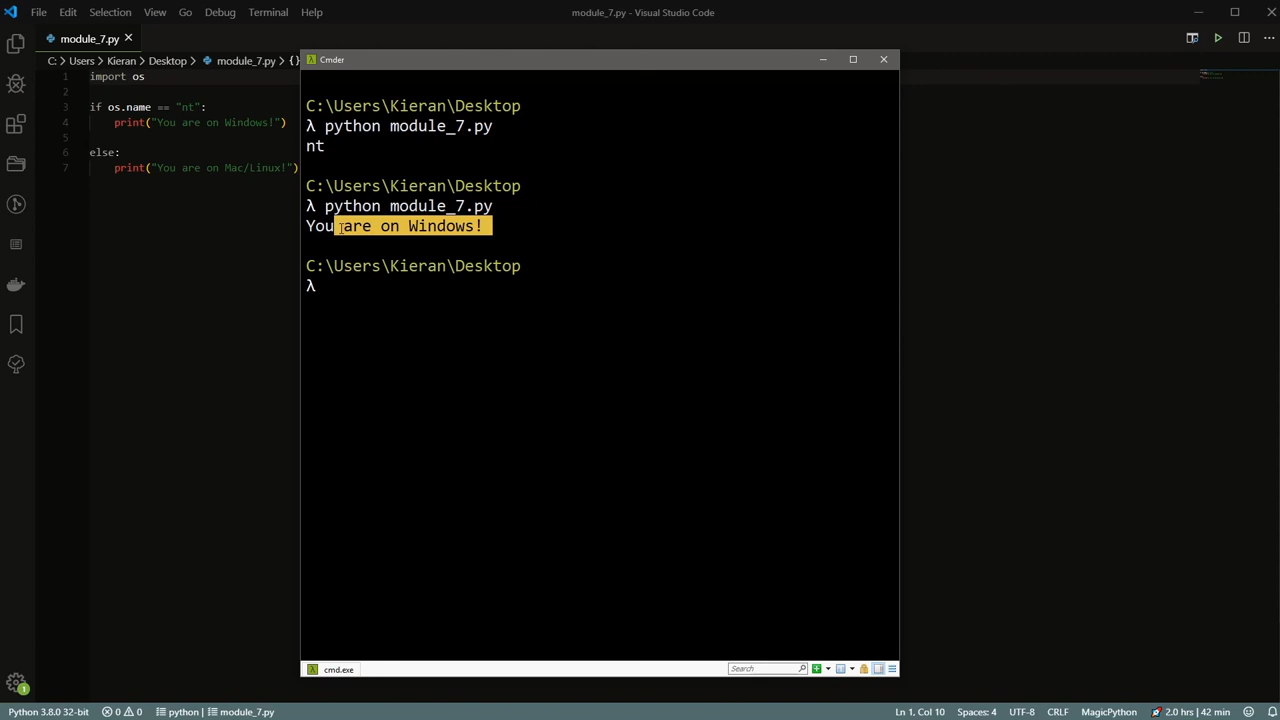 File Edit Selection View Go Debug Terminal Help
module_7.py - Visual Studio Code
module_7.py
C: > Users > Kieran > Desktop > module_7.py > {}
1 import os
2
3 if os.name == "nt":
4 print("You are on Windows!")
5
6 else:
7 print("You are on Mac/Linux!")
Cmder
C:\Users\Kieran\Desktop
λ python module_7.py
nt
C:\Users\Kieran\Desktop
λ python module_7.py
You are on Windows!
C:\Users\Kieran\Desktop
λ
cmd.exe
Search
1
Python 3.8.0 32-bit 0 0 python | module_7.py
Ln 1, Col 10 Spaces: 4 UTF-8 CRLF MagicPython 2.0 hrs | 42 min